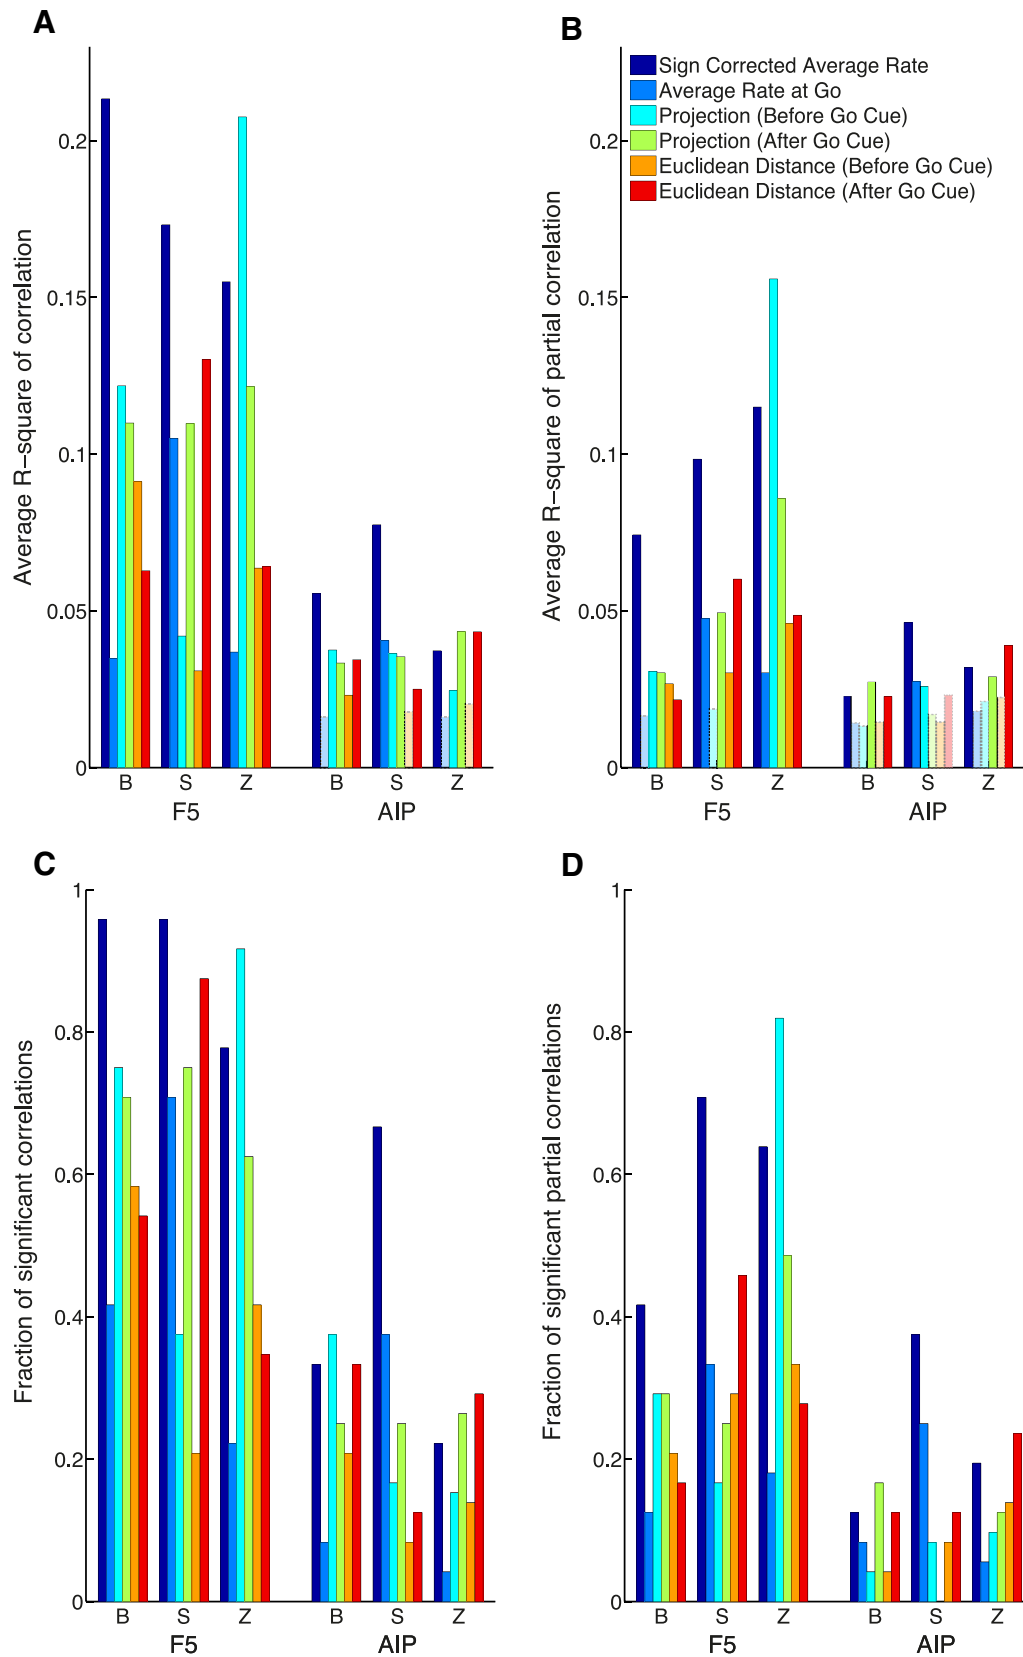 A
Average R−square of correlation
0.2
0.15
0.1
0.05
0
B S Z B S Z
F5 AIP
B
Sign Corrected Average Rate
Average Rate at Go
Projection (Before Go Cue)
Projection (After Go Cue)
Euclidean Distance (Before Go Cue)
Euclidean Distance (After Go Cue)
Average R−square of partial correlation
0.2
0.15
0.1
0.05
0
B S Z B S Z
F5 AIP
C
Fraction of significant correlations
1
0.8
0.6
0.4
0.2
0
B S Z B S Z
F5 AIP
D
Fraction of significant partial correlations
1
0.8
0.6
0.4
0.2
0
B S Z B S Z
F5 AIP